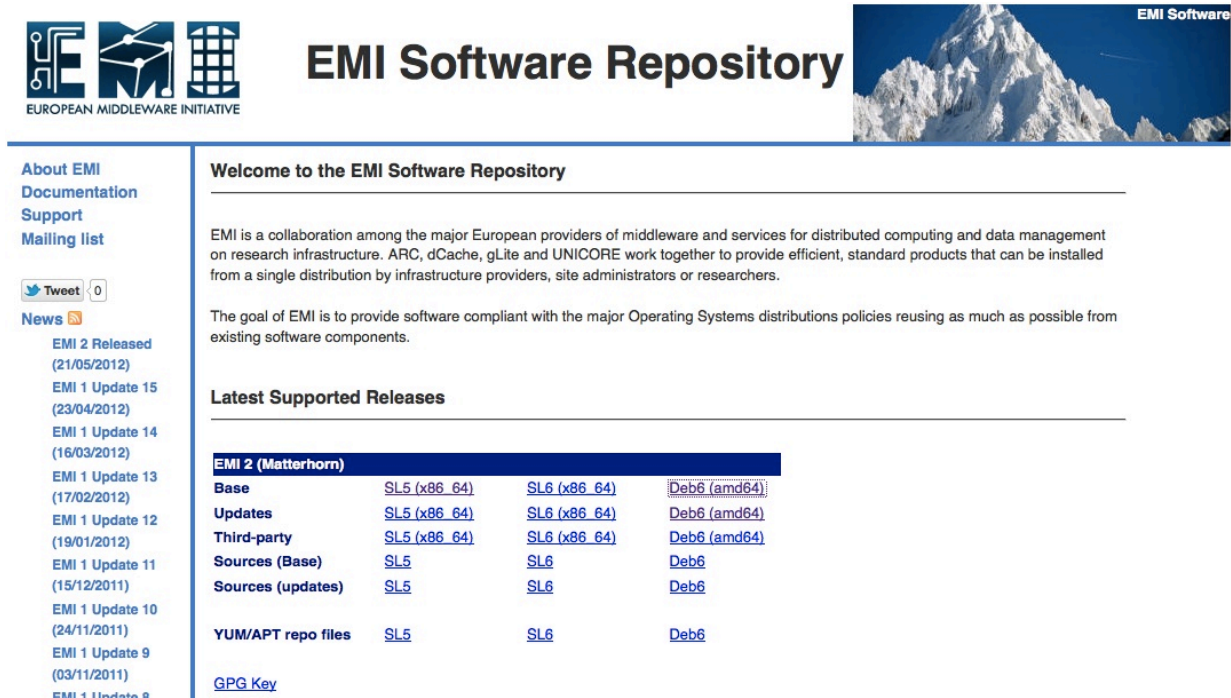 EMI Software
EUROPEAN MIDDLEWARE INITIATIVE
EMI Software Repository
About EMI
Documentation
Support
Mailing list
Tweet 0
News
EMI 2 Released
(21/05/2012)
EMI 1 Update 15
(23/04/2012)
EMI 1 Update 14
(16/03/2012)
EMI 1 Update 13
(17/02/2012)
EMI 1 Update 12
(19/01/2012)
EMI 1 Update 11
(15/12/2011)
EMI 1 Update 10
(24/11/2011)
EMI 1 Update 9
(03/11/2011)
EMI 1 Update 8
Welcome to the EMI Software Repository
EMI is a collaboration among the major European providers of middleware and services for distributed computing and data management
on research infrastructure. ARC, dCache, gLite and UNICORE work together to provide efficient, standard products that can be installed
from a single distribution by infrastructure providers, site administrators or researchers.
The goal of EMI is to provide software compliant with the major Operating Systems distributions policies reusing as much as possible from
existing software components.
Latest Supported Releases
EMI 2 (Matterhorn)
Base SL5 (x86_64) SL6 (x86_64) Deb6 (amd64)
Updates SL5 (x86_64) SL6 (x86_64) Deb6 (amd64)
Third-party SL5 (x86_64) SL6 (x86_64) Deb6 (amd64)
Sources (Base) SL5 SL6 Deb6
Sources (updates) SL5 SL6 Deb6
YUM/APT repo files SL5 SL6 Deb6
GPG Key